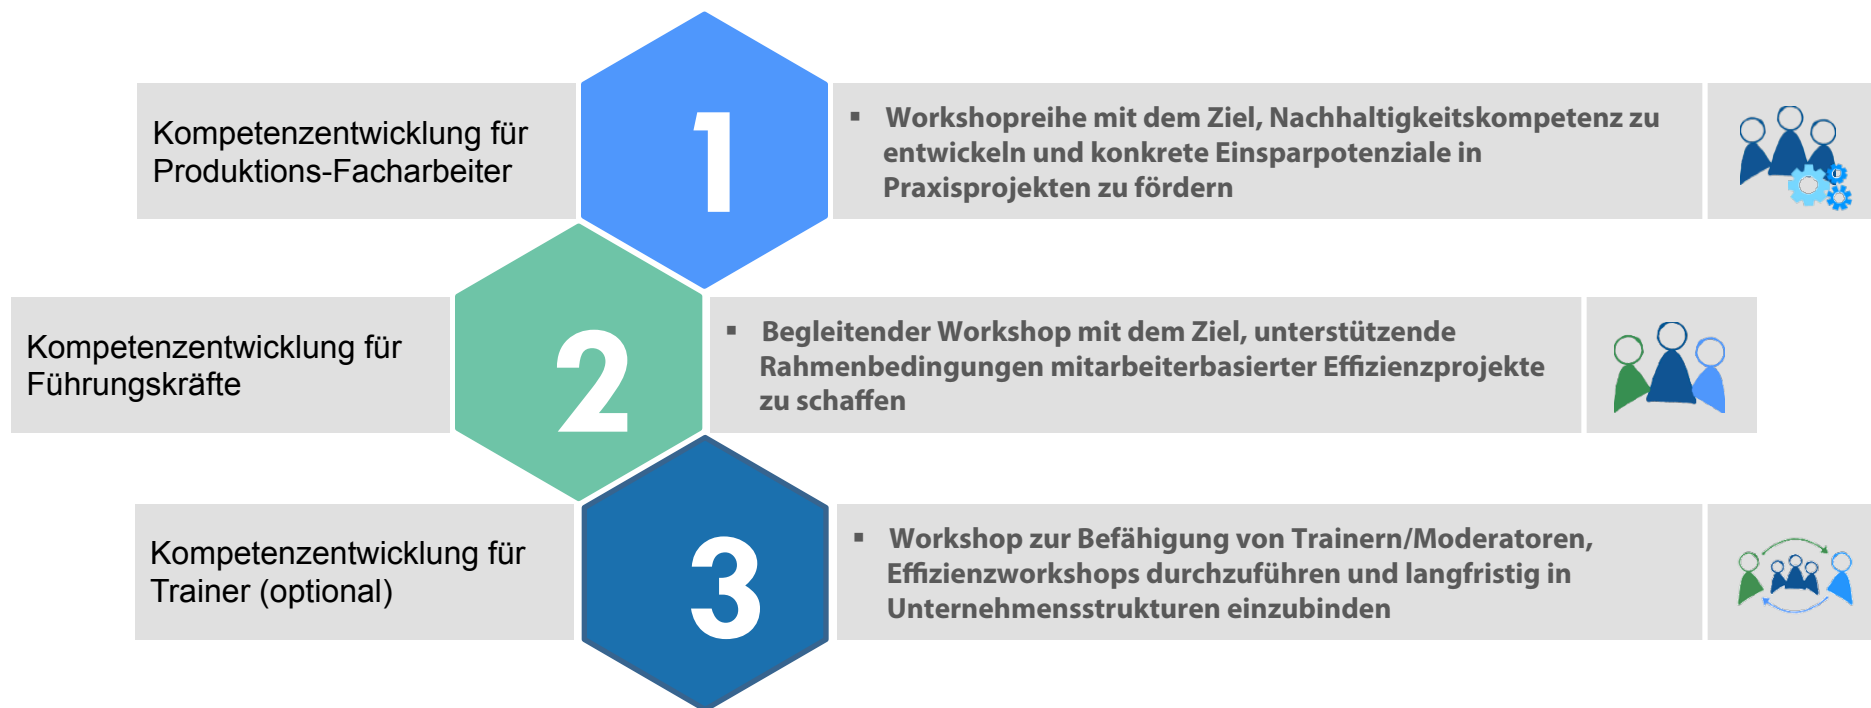 Kompetenzentwicklung für
Produktions-Facharbeiter
1
▪ Workshopreihe mit dem Ziel, Nachhaltigkeitskompetenz zu
entwickeln und konkrete Einsparpotenziale in
Praxisprojekten zu fördern
Kompetenzentwicklung für
Führungskräfte
2
▪ Begleitender Workshop mit dem Ziel, unterstützende
Rahmenbedingungen mitarbeiterbasierter Effizienzprojekte
zu schaffen
Kompetenzentwicklung für
Trainer (optional)
3
▪ Workshop zur Befähigung von Trainern/Moderatoren,
Effizienzworkshops durchzuführen und langfristig in
Unternehmensstrukturen einzubinden